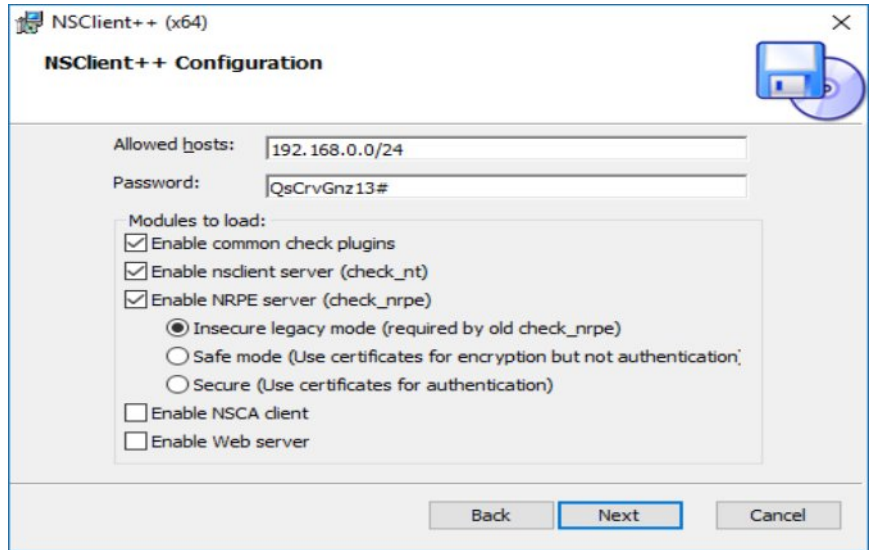 NSClient++ (x64)
NSClient++ Configuration
Allowed hosts: 192.168.0.0/24
Password: QsCrvGnz13#
Modules to load:
Enable common check plugins
Enable nsclient server (check_nt)
Enable NRPE server (check_nrpe)
Insecure legacy mode (required by old check_nrpe)
Safe mode (Use certificates for encryption but not authentication)
Secure (Use certificates for authentication)
Enable NSCA client
Enable Web server
Back Next Cancel